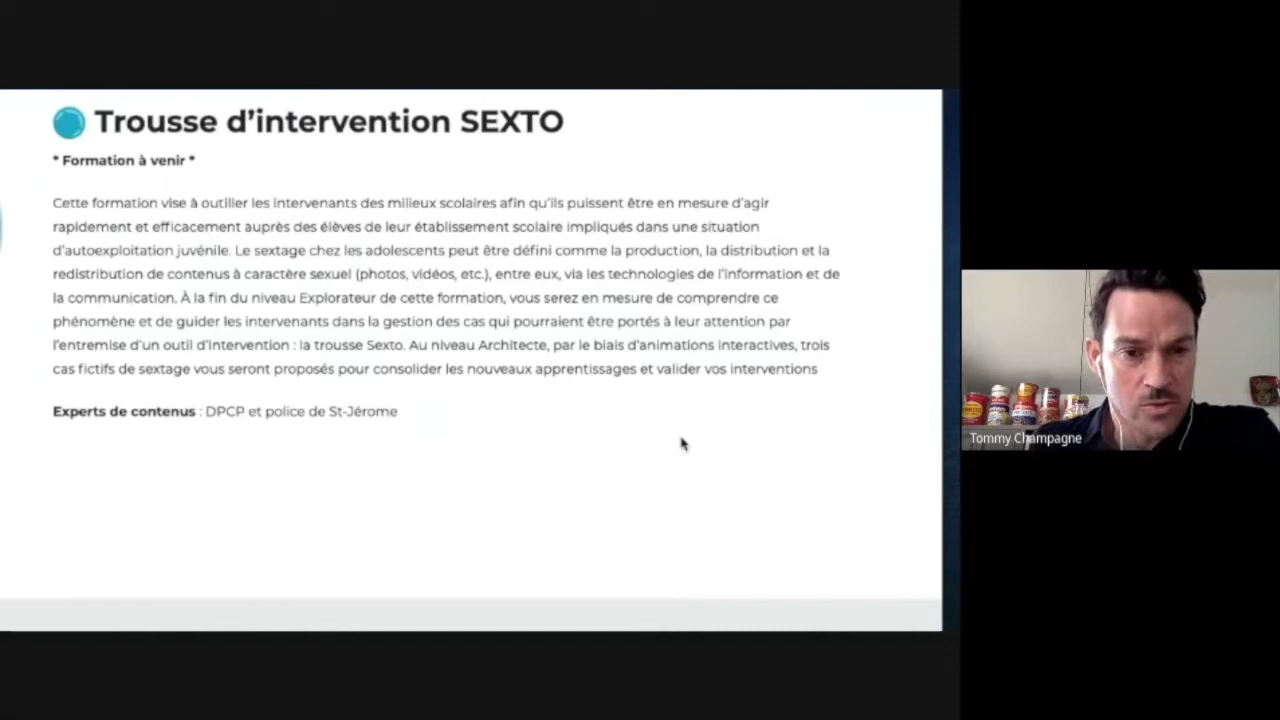 Trousse d'intervention SEXTO
* Formation à venir *
Cette formation vise à outiller les intervenants des milieux scolaires afin qu'ils puissent être en mesure d'agir
rapidement et efficacement auprès des élèves de leur établissement scolaire impliqués dans une situation
d'autoexploitation juvénile. Le sextage chez les adolescents peut être défini comme la production, la distribution et la
redistribution de contenus à caractère sexuel (photos, vidéos, etc.), entre eux, via les technologies de l'information et de
la communication. À la fin du niveau Explorateur de cette formation, vous serez en mesure de comprendre ce
phénomène et de guider les intervenants dans la gestion des cas qui pourraient être portés à leur attention par
l'entremise d'un outil d'intervention : la trousse Sexto. Au niveau Architecte, par le biais d'animations interactives, trois
cas fictifs de sextage vous seront proposés pour consolider les nouveaux apprentissages et valider vos interventions
Experts de contenus : DPCP et police de St-Jérome
Tommy Champagne